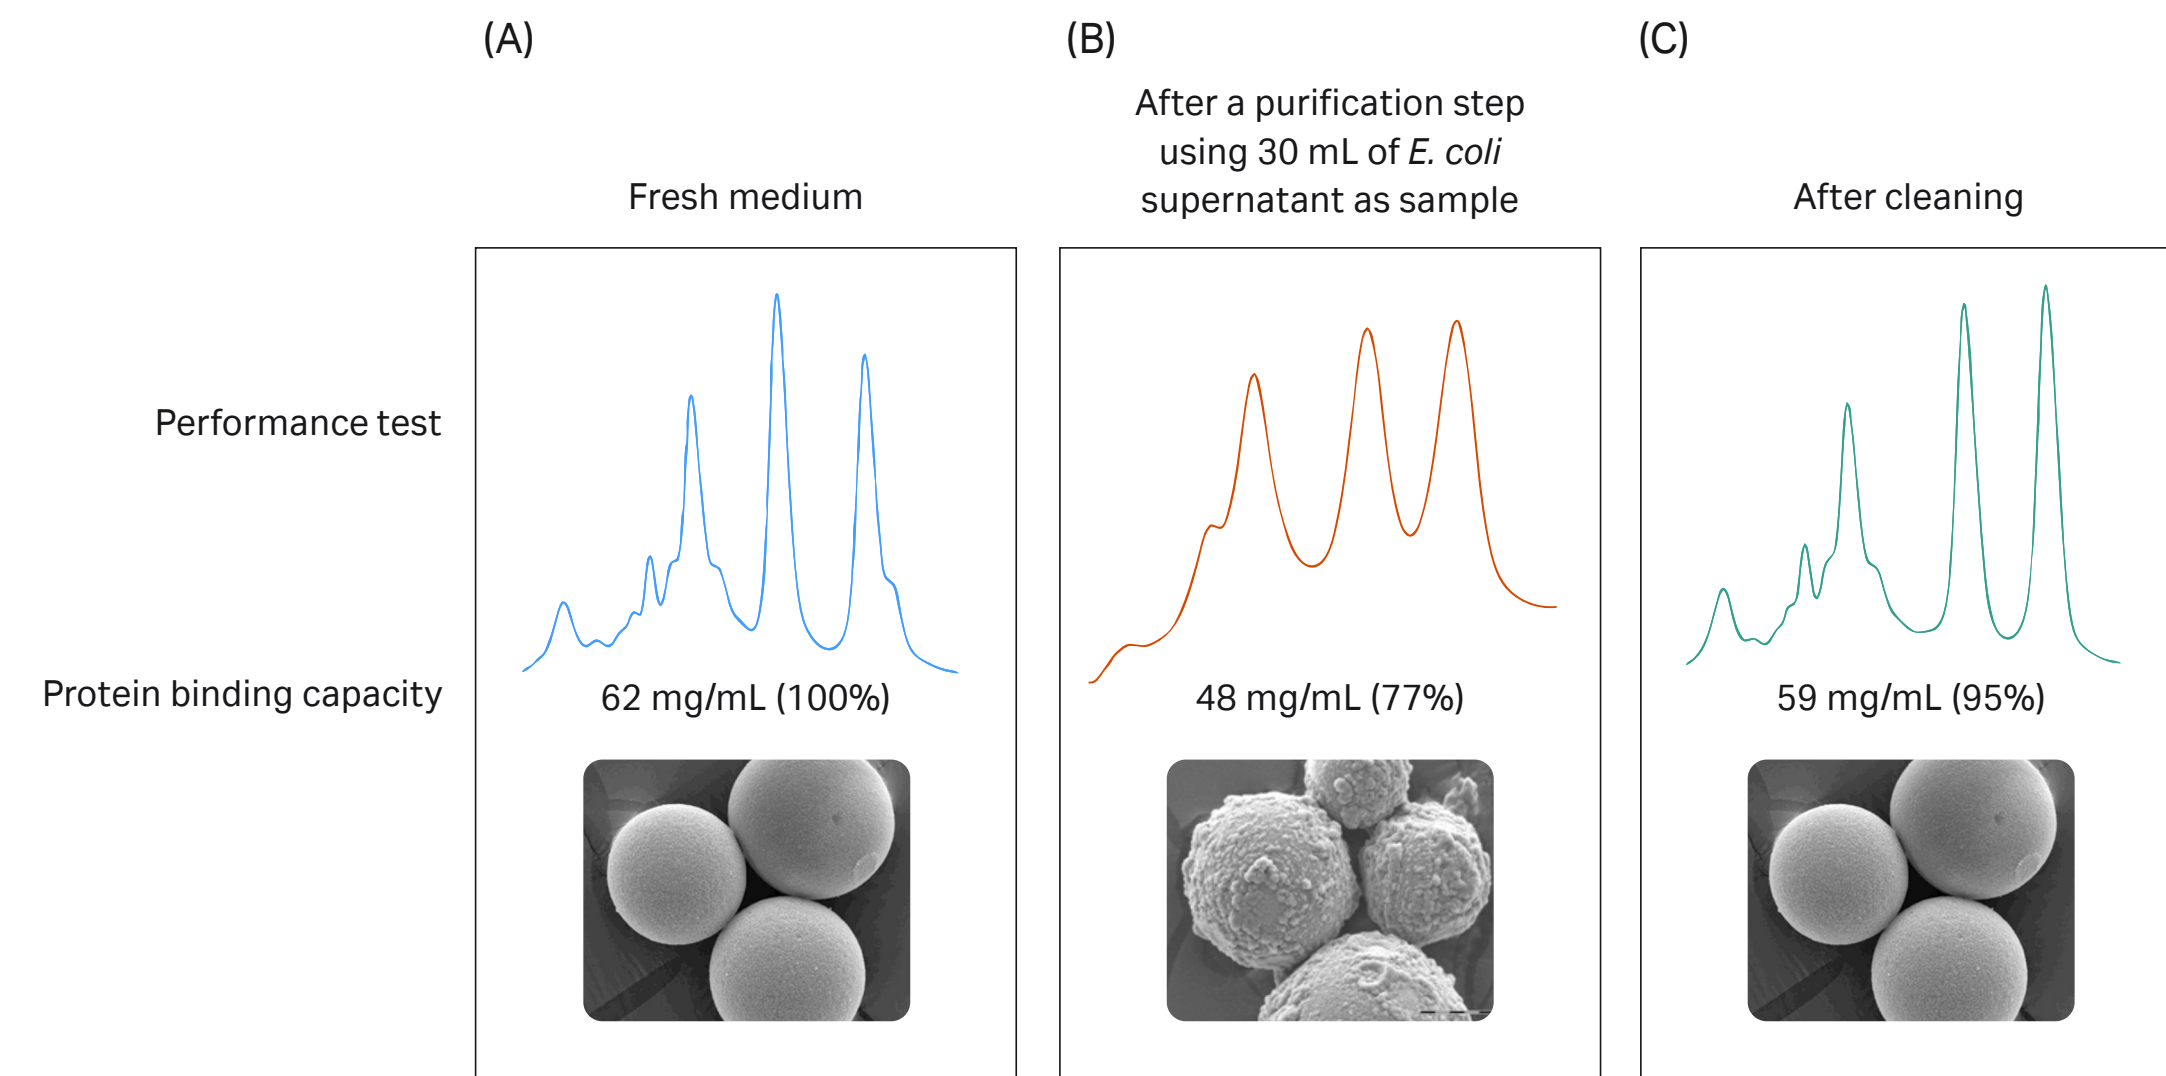 (A)
(B)
(C)
Fresh medium
After a purification step
using 30 mL of E. coli
supernatant as sample
After cleaning
Performance test
Protein binding capacity
62 mg/mL (100%)
48 mg/mL (77%)
59 mg/mL (95%)